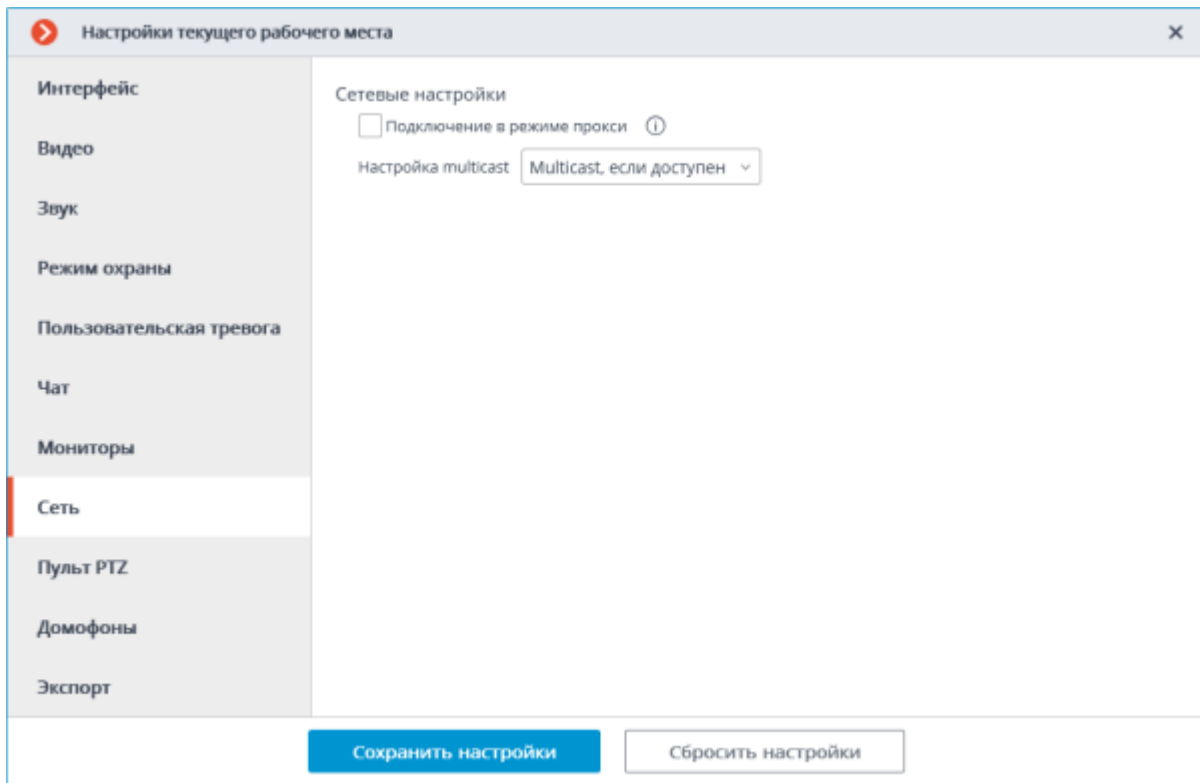 Настройки текущего рабочего места
Интерфейс
Видео
Звук
Режим охраны
Пользовательская тревога
Чат
Мониторы
Сеть
Пульт PTZ
Домофоны
Экспорт
Сетевые настройки
Подключение в режиме прокси
Настройка multicast Multicast, если доступен
Сохранить настройки Сбросить настройки